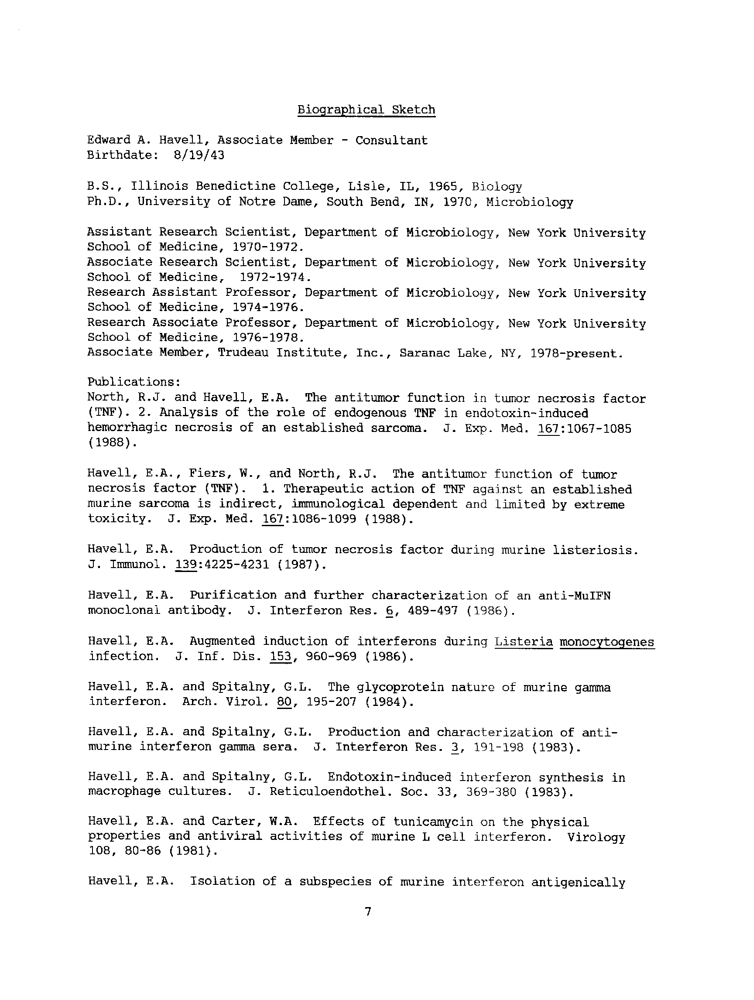 Biographical Sketch
Edward A. Havell, Associate Member - Consultant
Birthdate: 8/19/43
B.S., Illinois Benedictine College, Lisle, IL, 1965, Biology
Ph.D., University of Notre Dame, South Bend, IN, 1970, Microbiology
Assistant Research Scientist, Department of Microbiology, New York University
School of Medicine, 1970-1972.
Associate Research Scientist, Department of Microbiology, New York University
School of Medicine, 1972-1974.
Research Assistant Professor, Department of Microbiology, New York University
School of Medicine, 1974-1976.
Research Associate Professor, Department of Microbiology, New York University
School of Medicine, 1976-1978.
Associate Member, Trudeau Institute, Inc., Saranac Lake, NY, 1978-present.
Publications:
North, R.J. and Havell, E.A. The antitumor function in tumor necrosis factor
(TNF). 2. Analysis of the role of endogenous TNF in endotoxin-induced
hemorrhagic necrosis of an established sarcoma. J. Exp. Med. 167:1067-1085
(1988).
Havell, E.A., Fiers, W., and North, R.J. The antitumor function of tumor
necrosis factor (TNF). 1. Therapeutic action of TNF against an established
murine sarcoma is indirect, immunological dependent and limited by extreme
toxicity. J. Exp. Med. 167:1086-1099 (1988).
Havell, E.A. Production of tumor necrosis factor during murine listeriosis.
J. Immunol. 139:4225-4231 (1987).
Havell, E.A. Purification and further characterization of an anti-MuIFN
monoclonal antibody. J. Interferon Res. 6, 489-497 (1986).
Havell, E.A. Augmented induction of interferons during Listeria monocytogenes
infection. J. Inf. Dis. 153, 960-969 (1986).
Havell, E.A. and Spitalny, G.L. The glycoprotein nature of murine gamma
interferon. Arch. Virol. 80, 195-207 (1984).
Havell, E.A. and Spitalny, G.L. Production and characterization of anti-
murine interferon gamma sera. J. Interferon Res. 3, 191-198 (1983).
Havell, E.A. and Spitalny, G.L. Endotoxin-induced interferon synthesis in
macrophage cultures. J. Reticuloendothel. Soc. 33, 369-380 (1983).
Havell, E.A. and Carter, W.A. Effects of tunicamycin on the physical
properties and antiviral activities of murine L cell interferon. Virology
108, 80-86 (1981).
Havell, E.A. Isolation of a subspecies of murine interferon antigenically
7